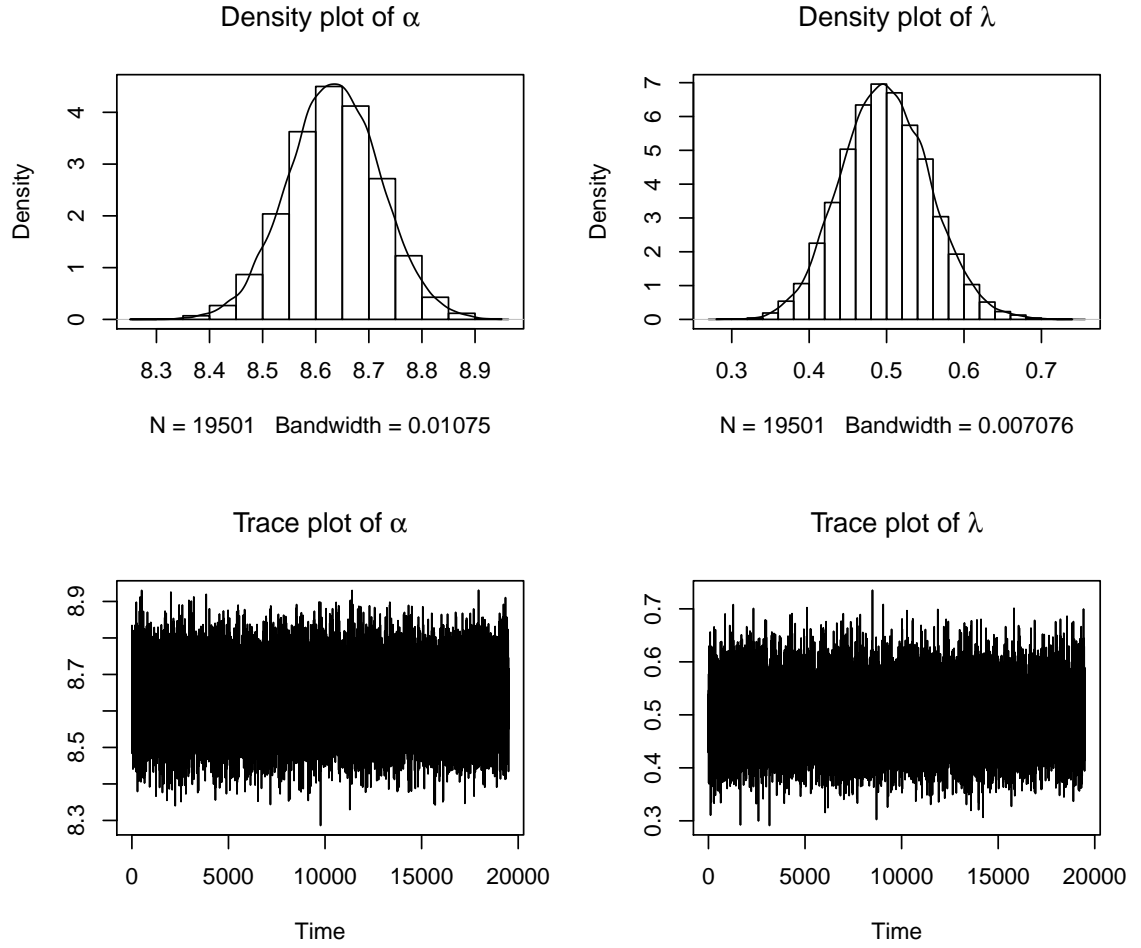 Density plot of α
Density
4
3
2
1
0
8.3 8.4 8.5 8.6 8.7 8.8 8.9
N = 19501 Bandwidth = 0.01075
Density plot of λ
Density
7
6
5
4
3
2
1
0
0.3 0.4 0.5 0.6 0.7
N = 19501 Bandwidth = 0.007076
Trace plot of α
8.9
8.7
8.5
8.3
0 5000 10000 15000 20000
Time
Trace plot of λ
0.7
0.6
0.5
0.4
0.3
0 5000 10000 15000 20000
Time